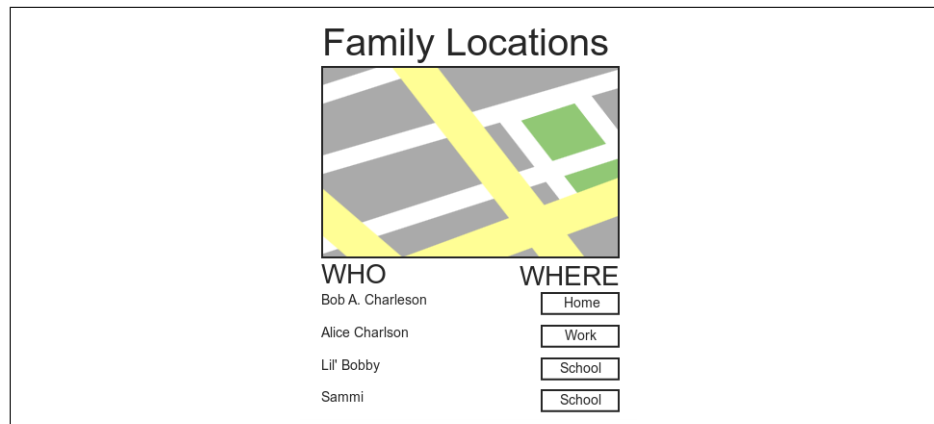 Family Locations
WHO WHERE
Bob A. Charleson Home
Alice Charlson Work
Lil' Bobby School
Sammi School